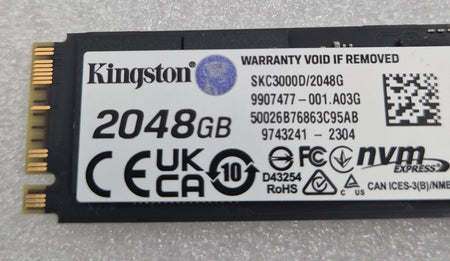 WARRANTY VOID IF REMOVED
Kingston
SKC3000D/2048G
9907477-001.A03G
50026B76863C95AB
9743241 - 2304
2048GB
CE
UK
CA
10
D43254
RoHS
FC
nvm
EXPRESS
C US
CAN ICES-3(B)/NMB